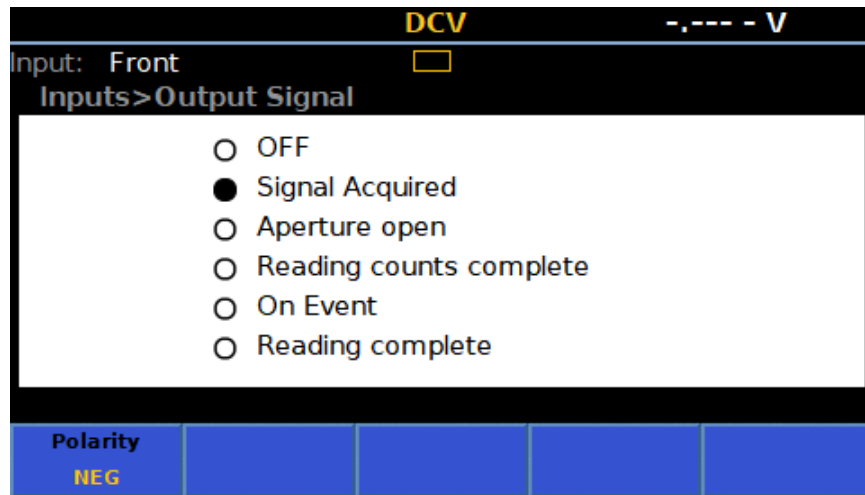 DCV -.--- - V
Input: Front
Inputs>Output Signal
OFF
Signal Acquired
Aperture open
Reading counts complete
On Event
Reading complete
Polarity
NEG